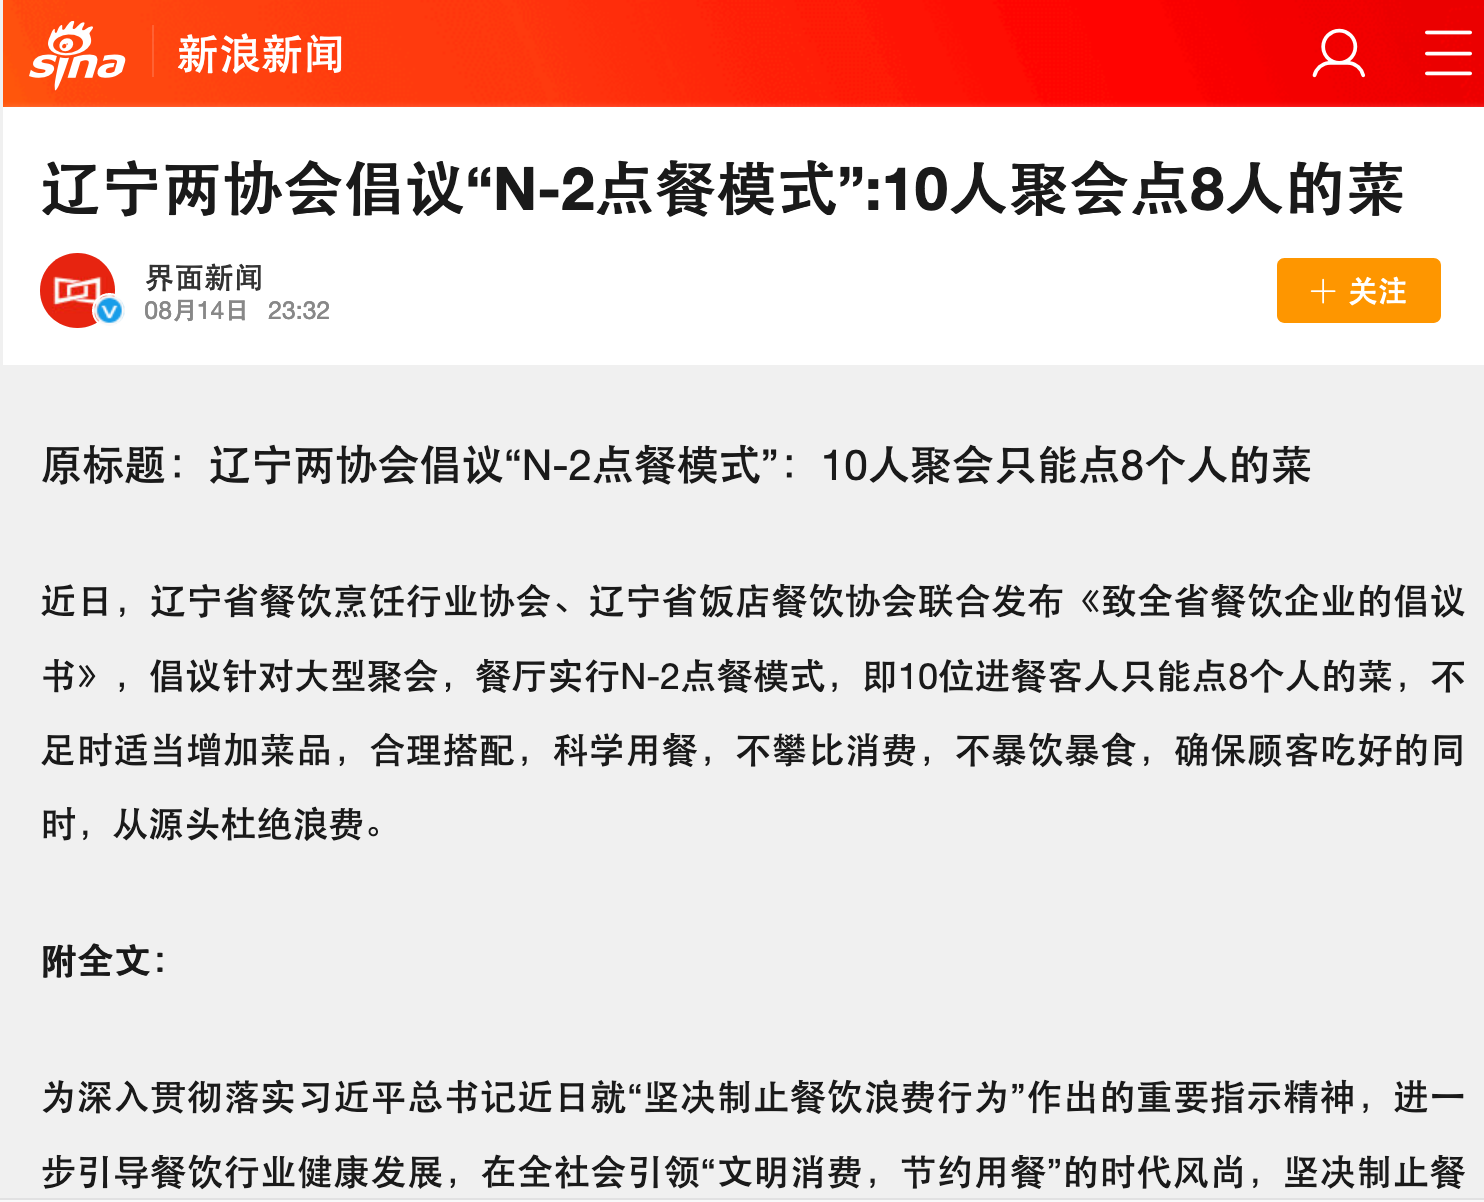 sina 新浪新闻
辽宁两协会倡议“N-2点餐模式”:10人聚会点8人的菜
界面新闻
08月14日 23:32
＋ 关注
原标题：辽宁两协会倡议“N-2点餐模式”：10人聚会只能点8个人的菜
近日，辽宁省餐饮烹饪行业协会、辽宁省饭店餐饮协会联合发布《致全省餐饮企业的倡议
书》，倡议针对大型聚会，餐厅实行N-2点餐模式，即10位进餐客人只能点8个人的菜，不
足时适当增加菜品，合理搭配，科学用餐，不攀比消费，不暴饮暴食，确保顾客吃好的同
时，从源头杜绝浪费。
附全文：
为深入贯彻落实习近平总书记近日就“坚决制止餐饮浪费行为”作出的重要指示精神，进一
步引导餐饮行业健康发展，在全社会引领“文明消费，节约用餐”的时代风尚，坚决制止餐